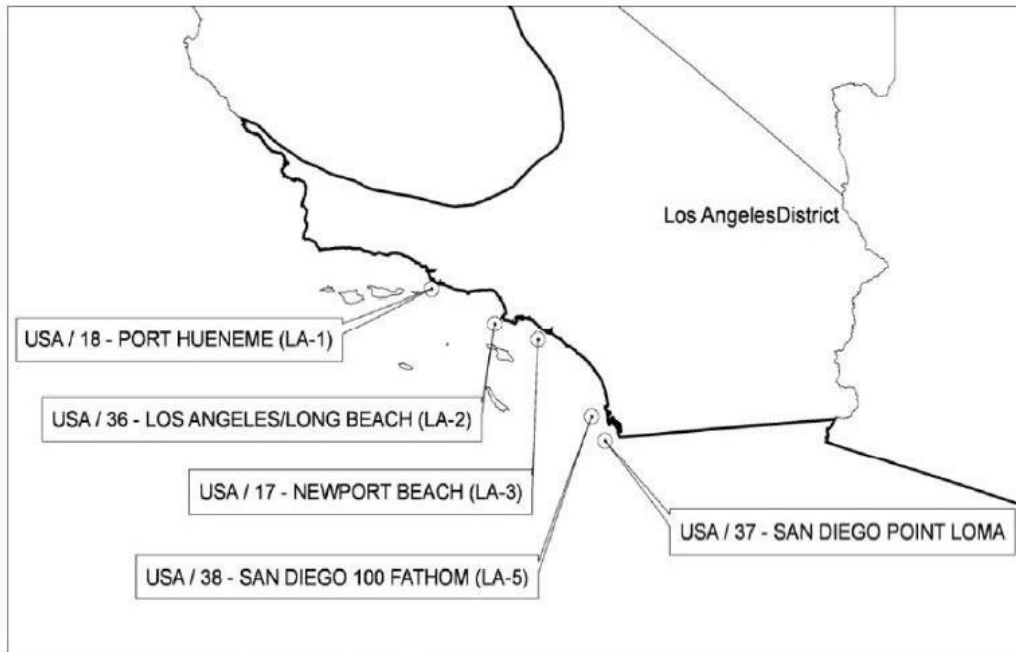 Los AngelesDistrict
USA / 18 - PORT HUENEME (LA-1)
USA / 36 - LOS ANGELES/LONG BEACH (LA-2)
USA / 17 - NEWPORT BEACH (LA-3)
USA / 37 - SAN DIEGO POINT LOMA
USA / 38 - SAN DIEGO 100 FATHOM (LA-5)